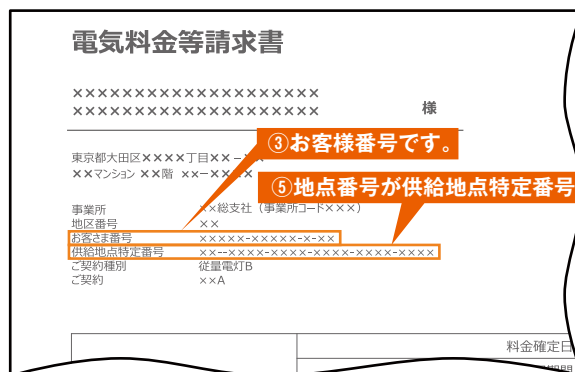 電気料金等請求書
××××××××××××××××××××
×××××××××××××××××××× 様
③お客様番号です。
東京都大田区××××丁目××－××
××マンション ××階 ××－××××
⑤地点番号が供給地点特定番号
事業所 ××総支社（事業所コード×××）
地区番号 ××
お客さま番号 ×××××-×××××-×-××
供給地点特定番号 ××--××××-××××-××××-××××-××××
ご契約種別 従量電灯B
ご契約 ××A
料金確定日